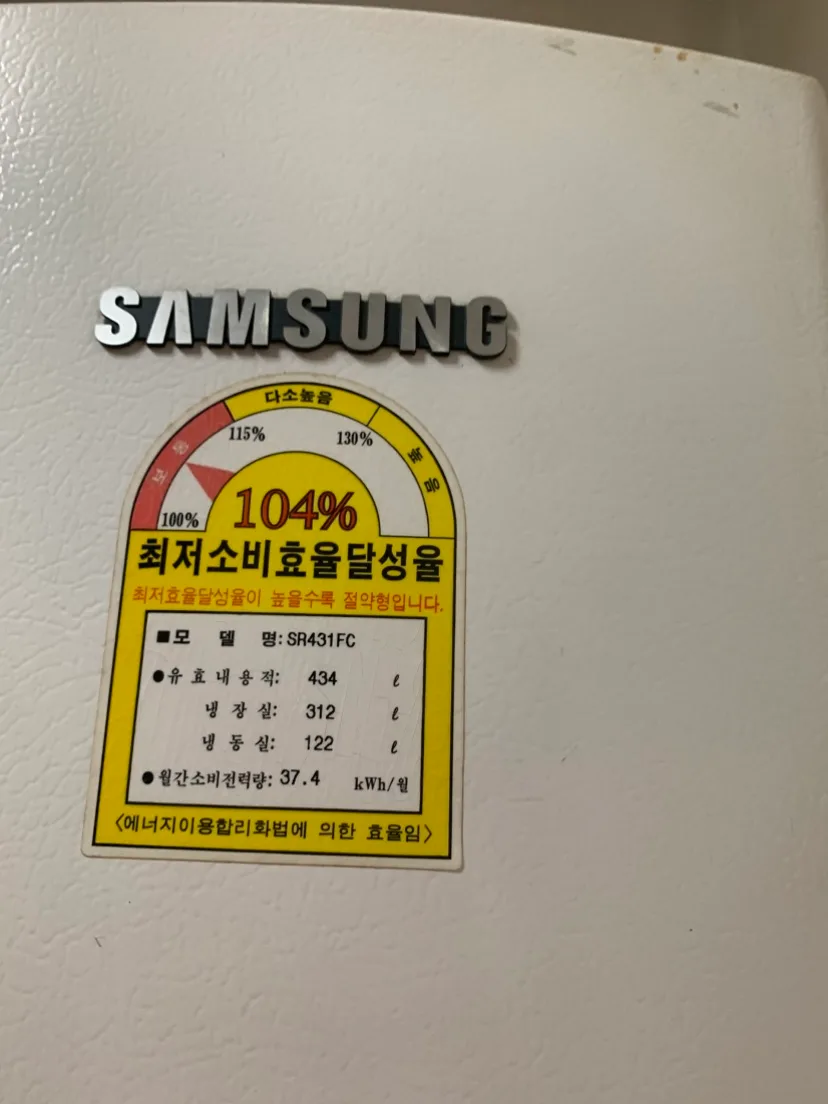 SAMSUNG
다소높음
보통
높음
115%
130%
100%
104%
최저소비효율달성율
최저효율달성율이 높을수록 절약형입니다.
■모 델 명: SR431FC
●유효내용적: 434 ℓ
냉장실: 312 ℓ
냉동실: 122 ℓ
●월간소비전력량: 37.4 kWh/월
〈에너지이용합리화법에 의한 효율임〉